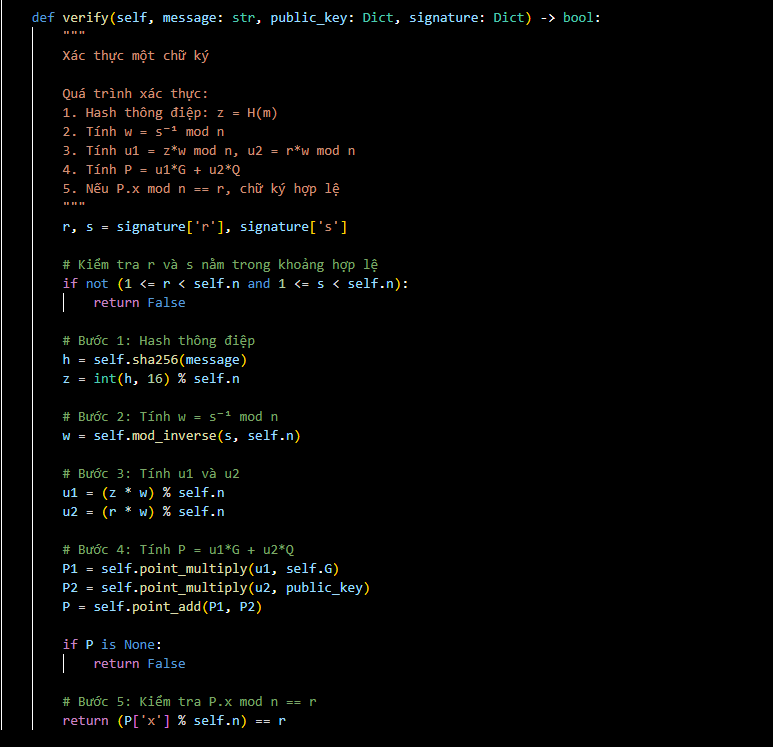 def verify(self, message: str, public_key: Dict, signature: Dict) -> bool:
"""
Xác thực một chữ ký
Quá trình xác thực:
1. Hash thông điệp: z = H(m)
2. Tính w = s⁻¹ mod n
3. Tính u1 = z*w mod n, u2 = r*w mod n
4. Tính P = u1*G + u2*Q
5. Nếu P.x mod n == r, chữ ký hợp lệ
"""
r, s = signature['r'], signature['s']
# Kiểm tra r và s nằm trong khoảng hợp lệ
if not (1 <= r < self.n and 1 <= s < self.n):
return False
# Bước 1: Hash thông điệp
h = self.sha256(message)
z = int(h, 16) % self.n
# Bước 2: Tính w = s⁻¹ mod n
w = self.mod_inverse(s, self.n)
# Bước 3: Tính u1 và u2
u1 = (z * w) % self.n
u2 = (r * w) % self.n
# Bước 4: Tính P = u1*G + u2*Q
P1 = self.point_multiply(u1, self.G)
P2 = self.point_multiply(u2, public_key)
P = self.point_add(P1, P2)
if P is None:
return False
# Bước 5: Kiểm tra P.x mod n == r
return (P['x'] % self.n) == r